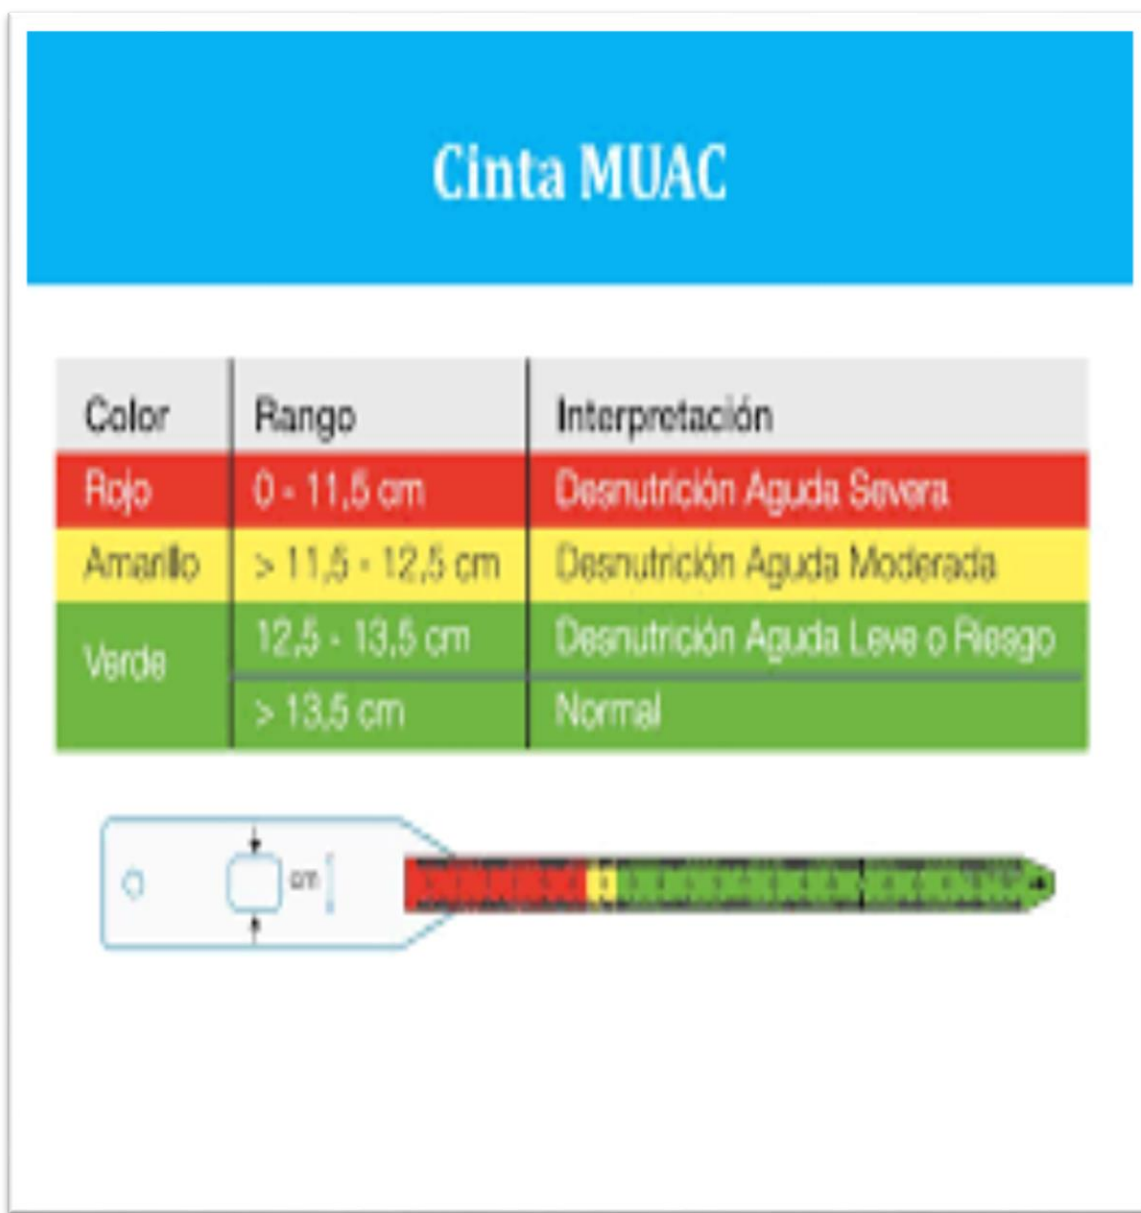 Cinta MUAC
Color Rango Interpretación
Rojo 0 - 11,5 cm Desnutrición Aguda Severa
Amarillo > 11,5 - 12,5 cm Desnutrición Aguda Moderada
Verde
12,5 - 13,5 cm Desnutrición Aguda Leve o Riesgo
> 13,5 cm Normal
cm